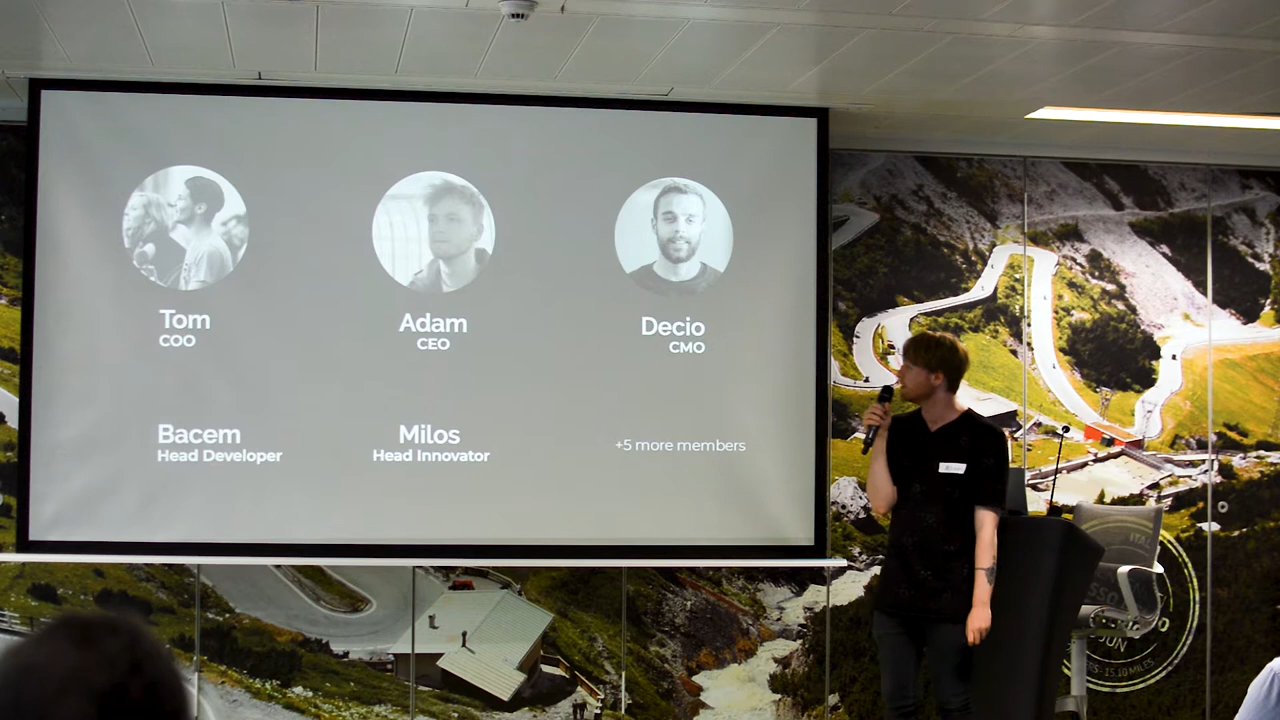 Tom
COO
Adam
CEO
Decio
CMO
Bacem
Head Developer
Milos
Head Innovator
+5 more members